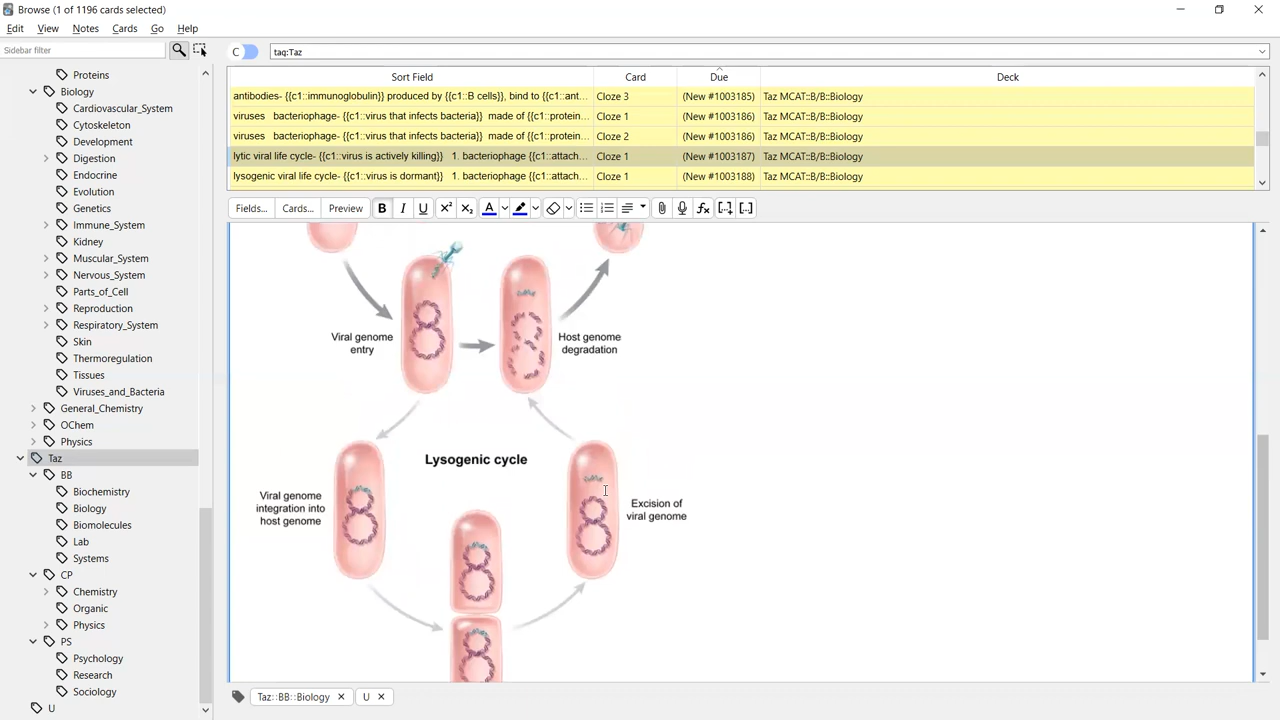 Browse (1 of 1196 cards selected)
Edit View Notes Cards Go Help
Sidebar filter
C
tag:Taz
Proteins
Biology
Cardiovascular_System
Cytoskeleton
Development
Digestion
Endocrine
Evolution
Genetics
Immune_System
Kidney
Muscular_System
Nervous_System
Parts_of_Cell
Reproduction
Respiratory_System
Skin
Thermoregulation
Tissues
Viruses_and_Bacteria
General_Chemistry
OChem
Physics
Taz
BB
Biochemistry
Biology
Biomolecules
Lab
Systems
CP
Chemistry
Organic
Physics
PS
Psychology
Research
Sociology
U
Sort Field Card Due Deck
antibodies- {{c1::immunoglobulin}} produced by {{c1::B cells}}, bind to {{c1::ant... Cloze 3 (New #1003185) Taz MCAT::B/B::Biology
viruses bacteriophage- {{c1::virus that infects bacteria}} made of {{c1::protein... Cloze 1 (New #1003186) Taz MCAT::B/B::Biology
viruses bacteriophage- {{c1::virus that infects bacteria}} made of {{c1::protein... Cloze 2 (New #1003186) Taz MCAT::B/B::Biology
lytic viral life cycle- {{c1::virus is actively killing}} 1. bacteriophage {{c1::attach... Cloze 1 (New #1003187) Taz MCAT::B/B::Biology
lysogenic viral life cycle- {{c1::virus is dormant}} 1. bacteriophage {{c1::attach... Cloze 1 (New #1003188) Taz MCAT::B/B::Biology
Fields... Cards... Preview B I U X² X₂ A
Viral genome
entry
Host genome
degradation
Lysogenic cycle
Viral genome
integration into
host genome
Excision of
viral genome
Taz::BB::Biology U